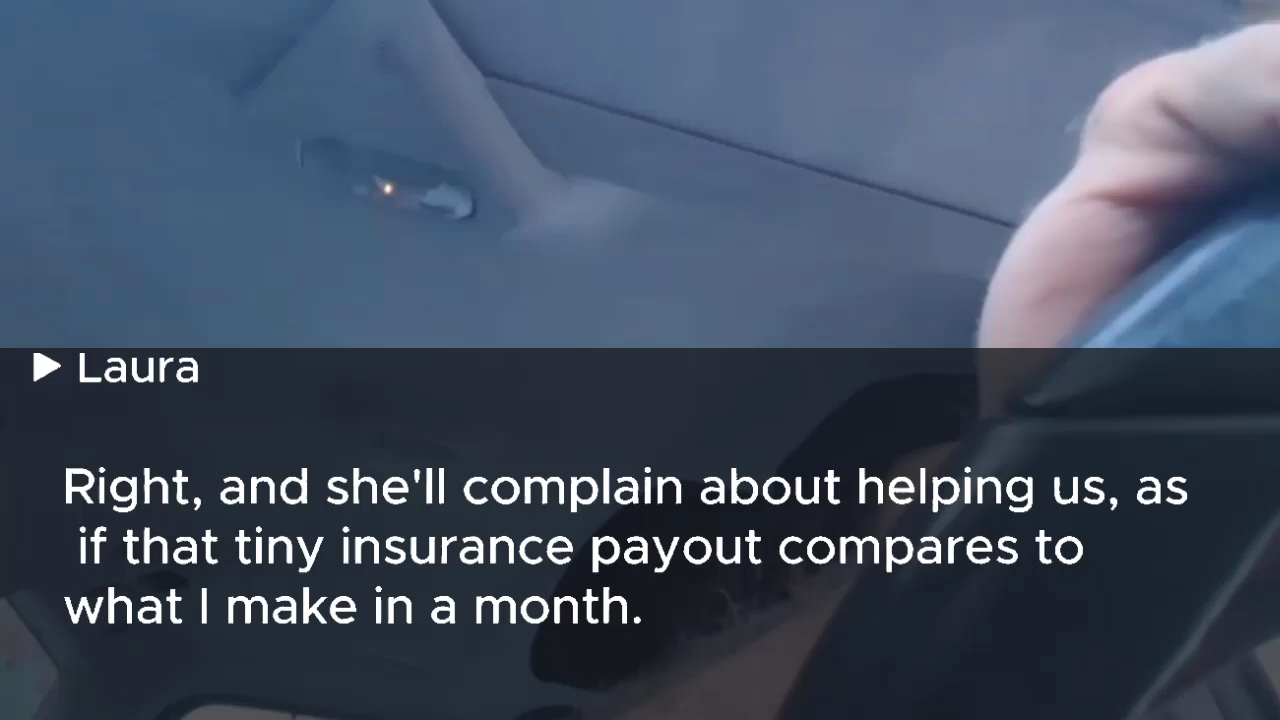 Laura
Right, and she'll complain about helping us, as
if that tiny insurance payout compares to
what I make in a month.